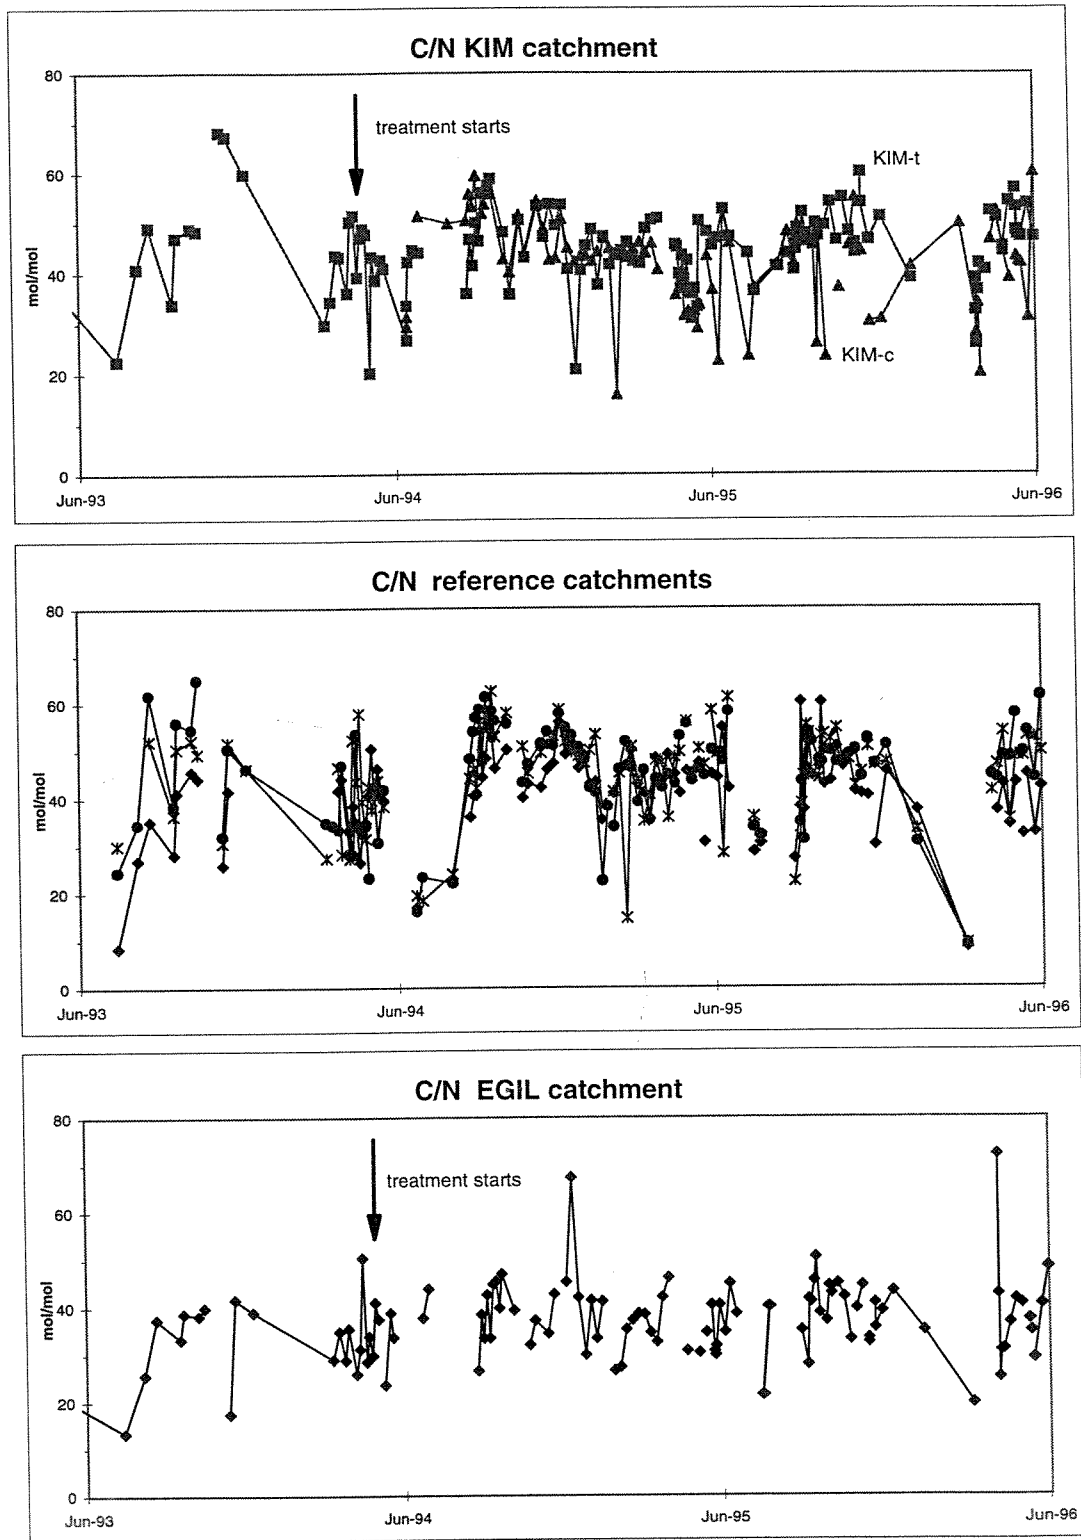 C/N KIM catchment
80
treatment starts
KIM-t
60
mol/mol
40
KIM-c
20
0
Jun-93
Jun-94
Jun-95
Jun-96
C/N reference catchments
80
60
mol/mol
40
20
0
Jun-93
Jun-94
Jun-95
Jun-96
C/N EGIL catchment
80
treatment starts
60
mol/mol
40
20
0
Jun-93
Jun-94
Jun-95
Jun-96